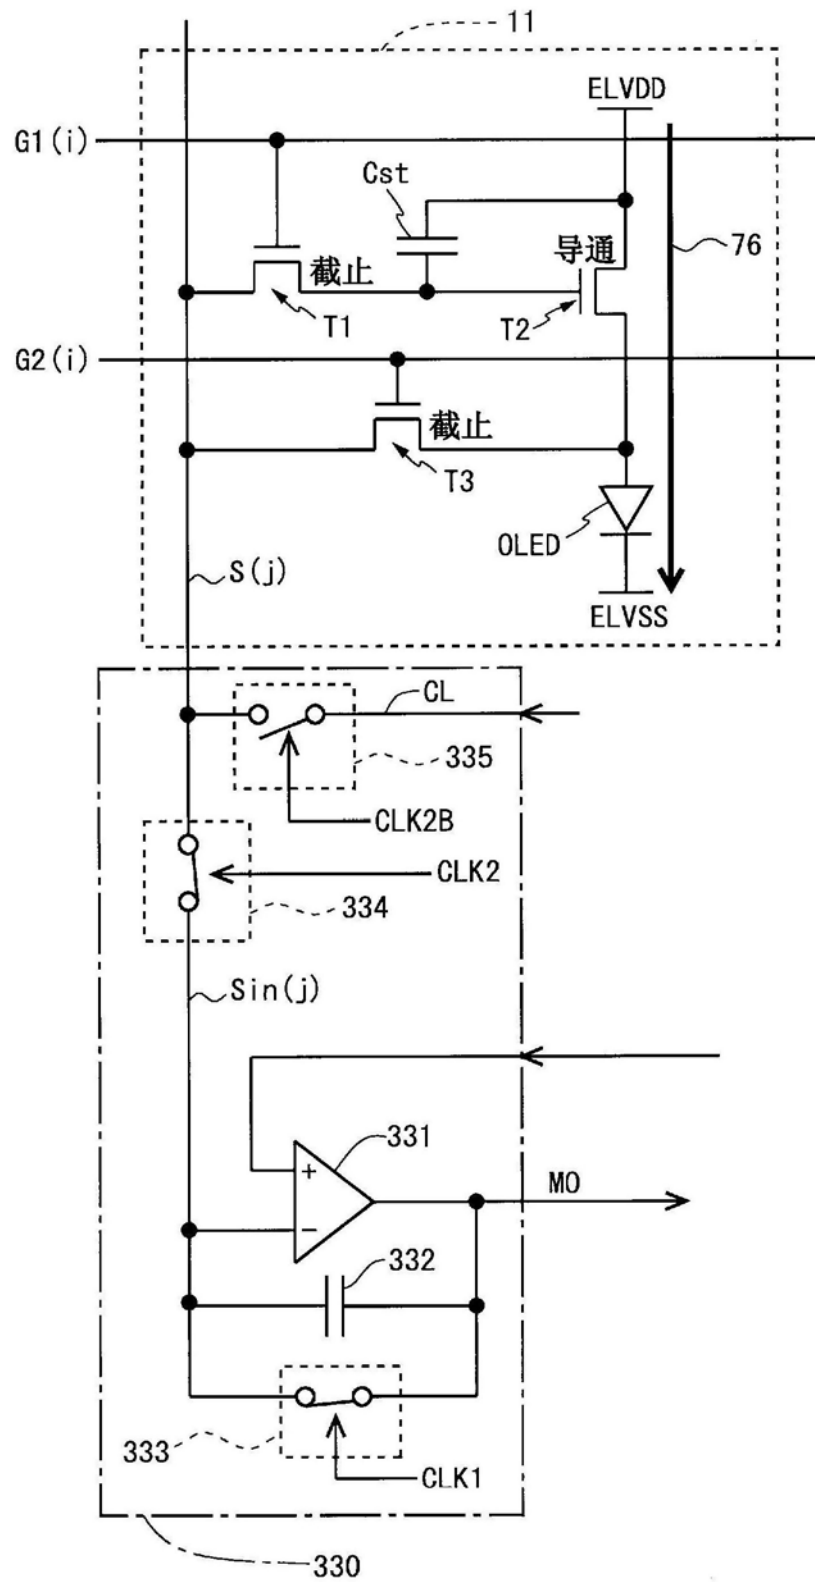 11
ELVDD
G1(i)
Cst
导通
76
截止
T1
T2
G2(i)
截止
T3
OLED
S(j)
ELVSS
CL
335
CLK2B
CLK2
334
Sin(j)
331
+
MO
−
332
333
CLK1
330